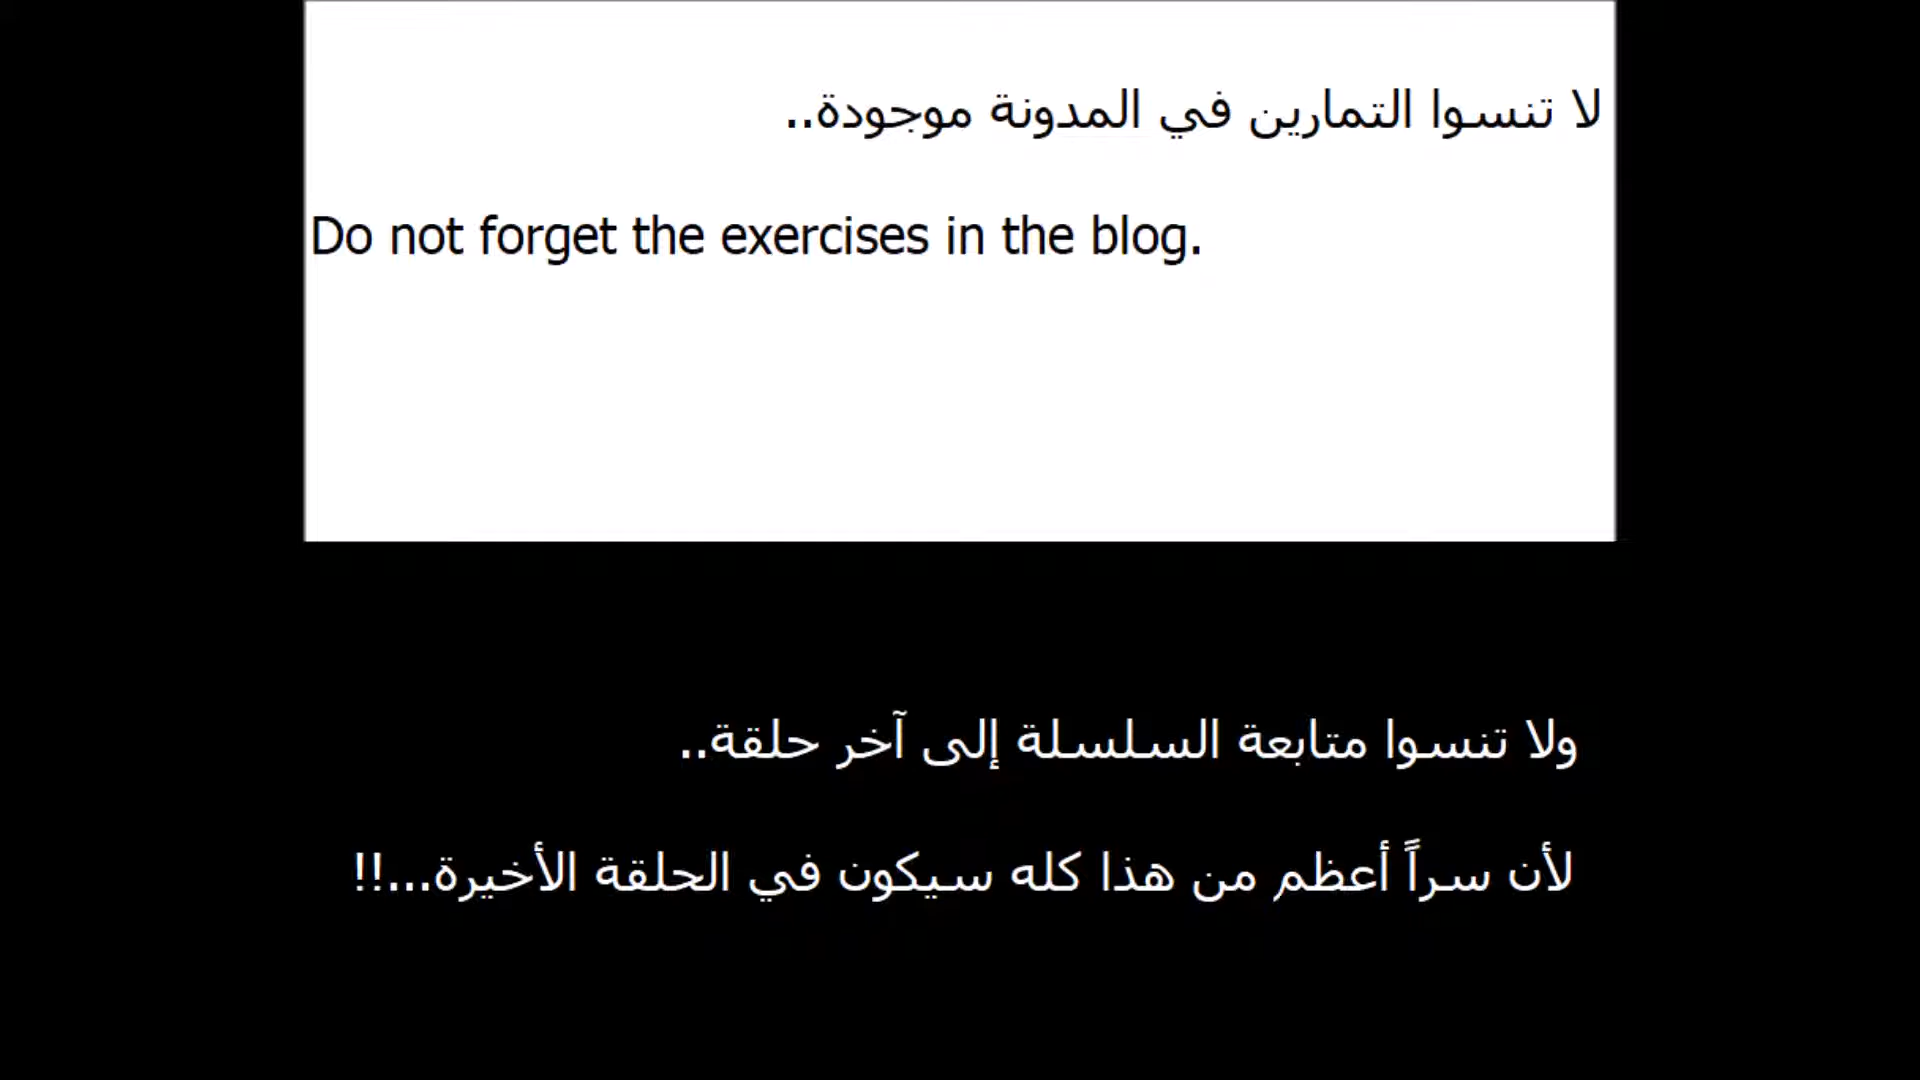 لا تنسوا التمارين في المدونة موجودة..
Do not forget the exercises in the blog.
ولا تنسوا متابعة السلسلة إلى آخر حلقة..
لأن سراً أعظم من هذا كله سيكون في الحلقة الأخيرة...!!